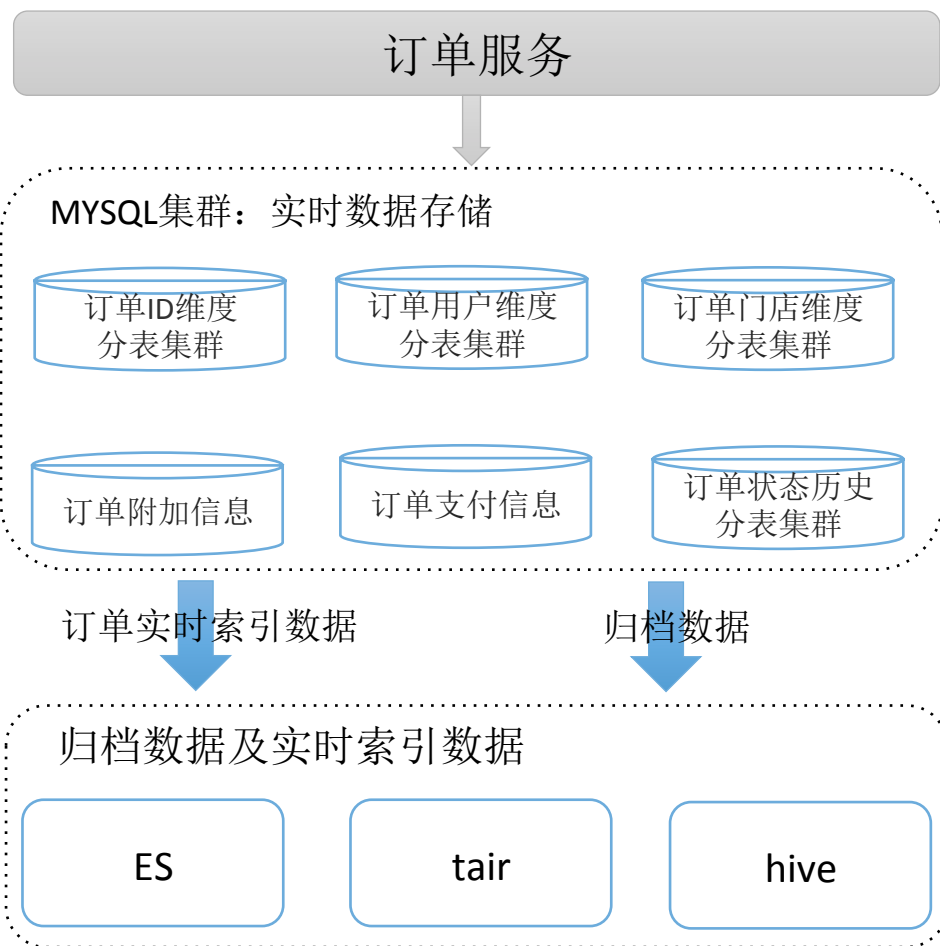 订单服务
MYSQL集群：实时数据存储
订单ID维度
分表集群
订单用户维度
分表集群
订单门店维度
分表集群
订单附加信息
订单支付信息
订单状态历史
分表集群
订单实时索引数据
归档数据
归档数据及实时索引数据
ES
tair
hive